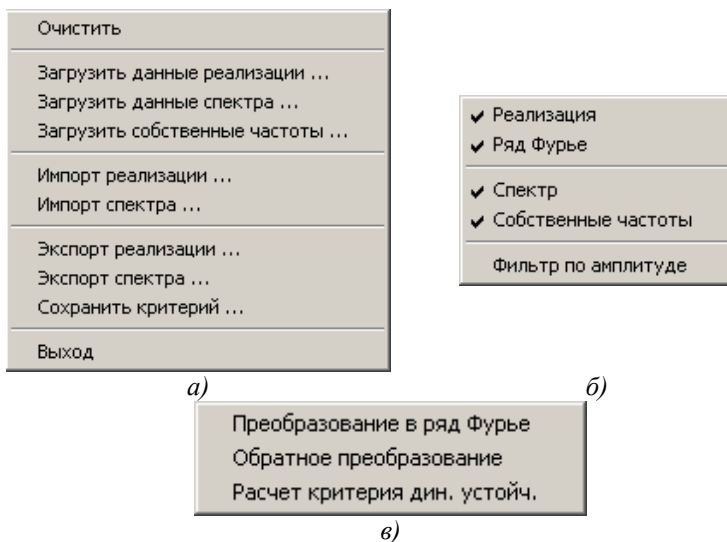 Очистить
Загрузить данные реализации ...
Загрузить данные спектра ...
Загрузить собственные частоты ...
Импорт реализации ...
Импорт спектра ...
Экспорт реализации ...
Экспорт спектра ...
Сохранить критерий ...
Выход
а)
Реализация
Ряд Фурье
Спектр
Собственные частоты
Фильтр по амплитуде
б)
Преобразование в ряд Фурье
Обратное преобразование
Расчет критерия дин. устойч.
в)